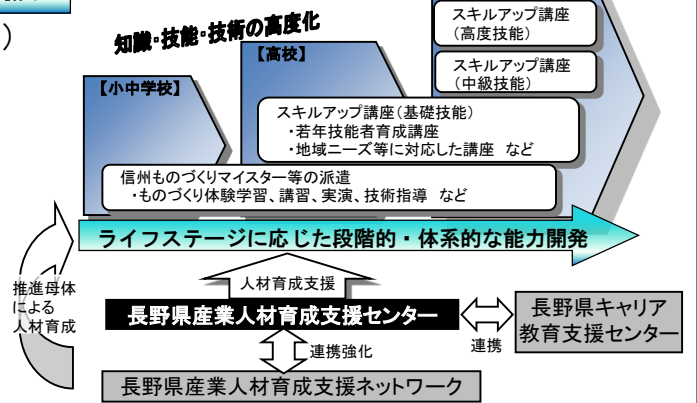 )
知識・技能・技術の高度化
スキルアップ講座
(高度技能)
スキルアップ講座
(中級技能)
【高校】
【小中学校】
スキルアップ講座(基礎技能)
・若年技能者育成講座
・地域ニーズ等に対応した講座 など
信州ものづくりマイスター等の派遣
・ものづくり体験学習、講習、実演、技術指導 など
ライフステージに応じた段階的・体系的な能力開発
推進母体
による
人材育成
人材育成支援
長野県産業人材育成支援センター
連携
長野県キャリア
教育支援センター
連携強化
長野県産業人材育成支援ネットワーク